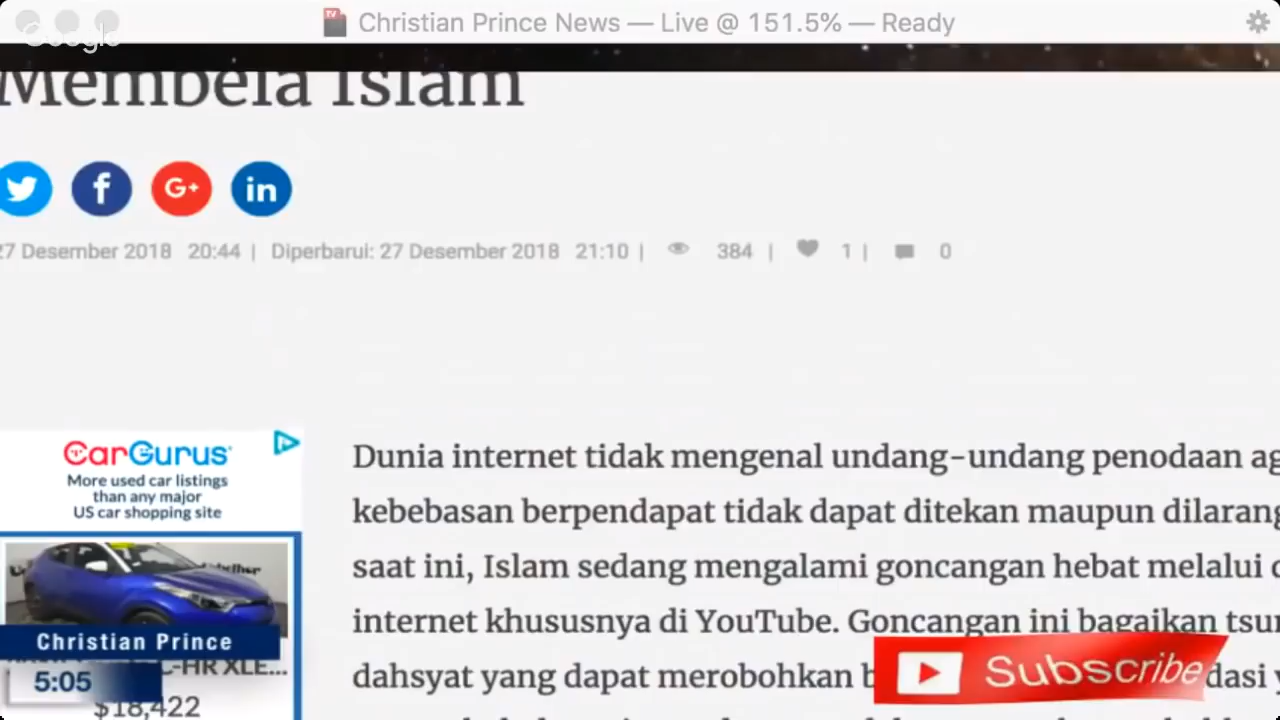 Christian Prince News — Live @ 151.5% — Ready
Google
Membela Islam
27 Desember 2018 20:44 | Diperbarui: 27 Desember 2018 21:10 | 384 | 1 | 0
CarGurus
More used car listings
than any major
US car shopping site
Christian Prince
C-HR XLE...
5:05
$18,422
Dunia internet tidak mengenal undang-undang penodaan ag
kebebasan berpendapat tidak dapat ditekan maupun dilarang
saat ini, Islam sedang mengalami goncangan hebat melalui
internet khususnya di YouTube. Goncangan ini bagaikan tsun
dahsyat yang dapat merobohkan b
Subscribe